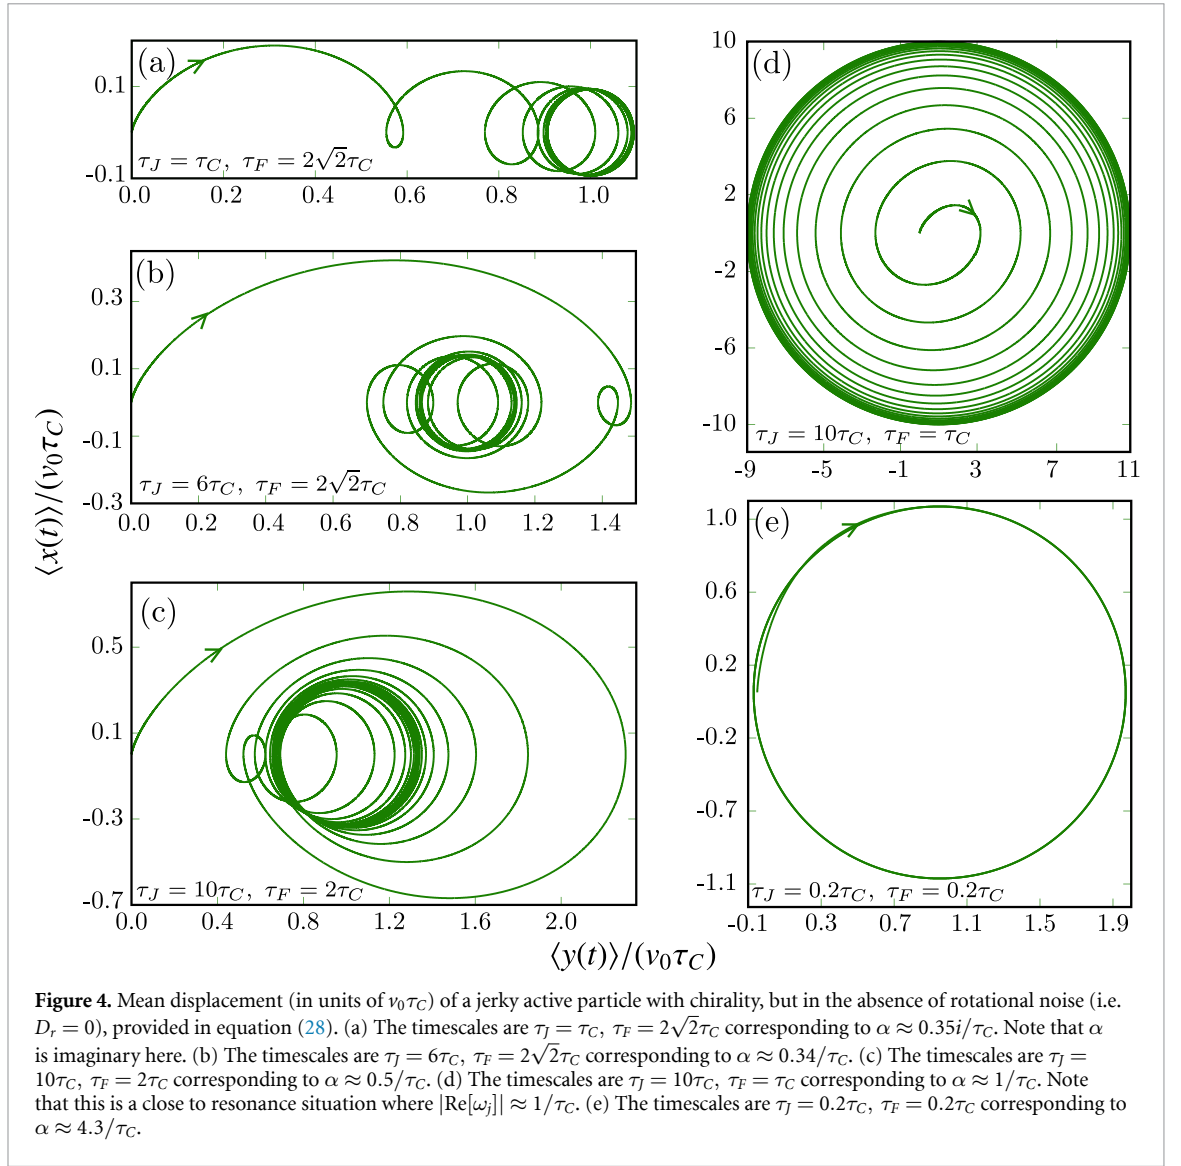 (a)
0.1
-0.1
τ_J = τ_C, τ_F = 2√2τ_C
0.0 0.2 0.4 0.6 0.8 1.0
(b)
0.3
0.1
-0.1
-0.3
τ_J = 6τ_C, τ_F = 2√2τ_C
0.0 0.2 0.4 0.6 0.8 1.0 1.2 1.4
⟨x(t)⟩/(v₀τ_C)
(c)
0.5
0.1
-0.3
-0.7
τ_J = 10τ_C, τ_F = 2τ_C
0.0 0.4 0.8 1.2 1.6 2.0
(d)
10
6
2
-2
-6
-10
τ_J = 10τ_C, τ_F = τ_C
-9 -5 -1 3 7 11
(e)
1.0
0.6
0.2
-0.2
-0.7
-1.1
τ_J = 0.2τ_C, τ_F = 0.2τ_C
-0.1 0.3 0.7 1.1 1.5 1.9
⟨y(t)⟩/(v₀τ_C)
Figure 4. Mean displacement (in units of v₀τ_C) of a jerky active particle with chirality, but in the absence of rotational noise (i.e.
D_r = 0), provided in equation (28). (a) The timescales are τ_J = τ_C, τ_F = 2√2τ_C corresponding to α ≈ 0.35i/τ_C. Note that α
is imaginary here. (b) The timescales are τ_J = 6τ_C, τ_F = 2√2τ_C corresponding to α ≈ 0.34/τ_C. (c) The timescales are τ_J =
10τ_C, τ_F = 2τ_C corresponding to α ≈ 0.5/τ_C. (d) The timescales are τ_J = 10τ_C, τ_F = τ_C corresponding to α ≈ 1/τ_C. Note
that this is a close to resonance situation where |Re[ω_j]| ≈ 1/τ_C. (e) The timescales are τ_J = 0.2τ_C, τ_F = 0.2τ_C corresponding to
α ≈ 4.3/τ_C.